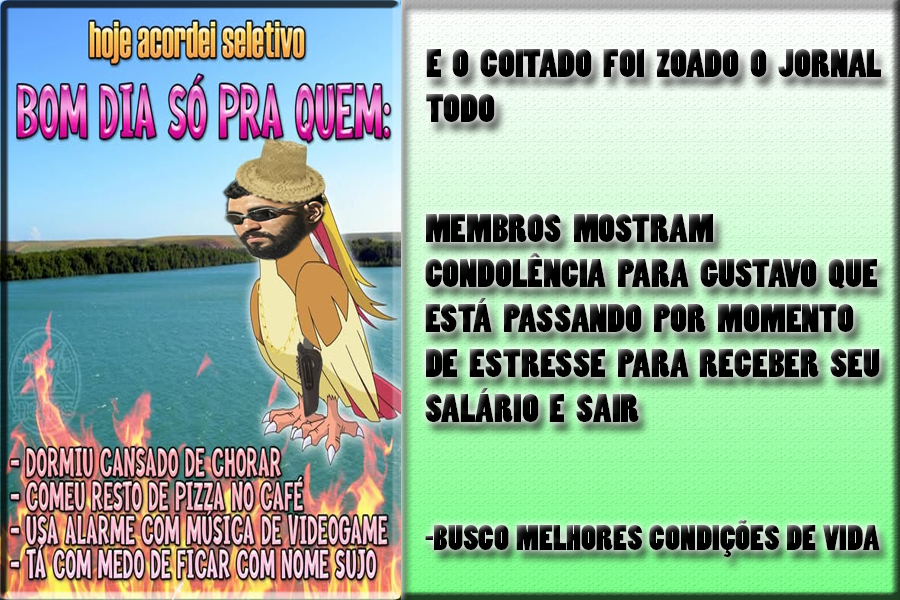 hoje acordei seletivo
BOM DIA SÓ PRA QUEM:
- DORMIU CANSADO DE CHORAR
- COMEU RESTO DE PIZZA NO CAFÉ
- USA ALARME COM MÚSICA DE VIDEOGAME
- TÁ COM MEDO DE FICAR COM NOME SUJO
E O COITADO FOI ZOADO O JORNAL
TODO
MEMBROS MOSTRAM
CONDOLÊNCIA PARA GUSTAVO QUE
ESTÁ PASSANDO POR MOMENTO
DE ESTRESSE PARA RECEBER SEU
SALÁRIO E SAIR
-BUSCO MELHORES CONDIÇÕES DE VIDA